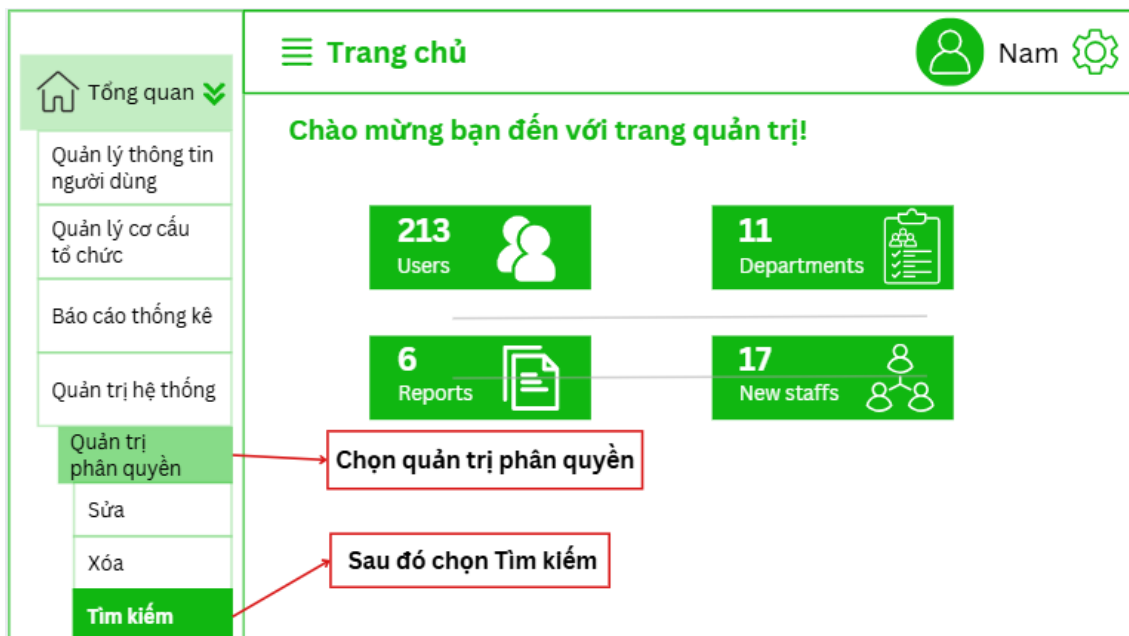 Trang chủ
Nam
Tổng quan
Chào mừng bạn đến với trang quản trị!
Quản lý thông tin
người dùng
Quản lý cơ cấu
tổ chức
Báo cáo thống kê
Quản trị hệ thống
Quản trị
phân quyền
Sửa
Xóa
Tìm kiếm
213
Users
11
Departments
6
Reports
17
New staffs
Chọn quản trị phân quyền
Sau đó chọn Tìm kiếm